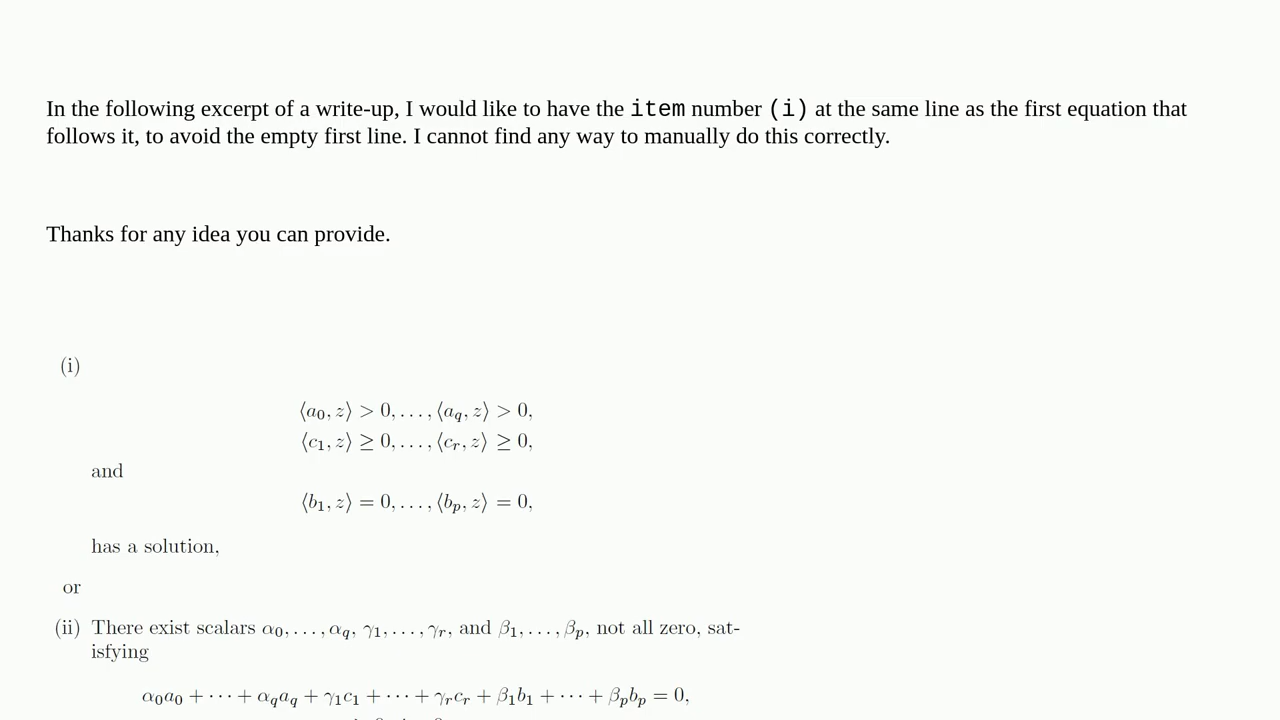 In the following excerpt of a write-up, I would like to have the item number (i) at the same line as the first equation that
follows it, to avoid the empty first line. I cannot find any way to manually do this correctly.
Thanks for any idea you can provide.
(i)
⟨a₀, z⟩ > 0, . . . , ⟨a_q, z⟩ > 0,
⟨c₁, z⟩ ≥ 0, . . . , ⟨c_r, z⟩ ≥ 0,
and
⟨b₁, z⟩ = 0, . . . , ⟨b_p, z⟩ = 0,
has a solution,
or
(ii) There exist scalars α₀, . . . , α_q, γ₁, . . . , γ_r, and β₁, . . . , β_p, not all zero, sat-
isfying
α₀a₀ + · · · + α_qa_q + γ₁c₁ + · · · + γ_rc_r + β₁b₁ + · · · + β_pb_p = 0,